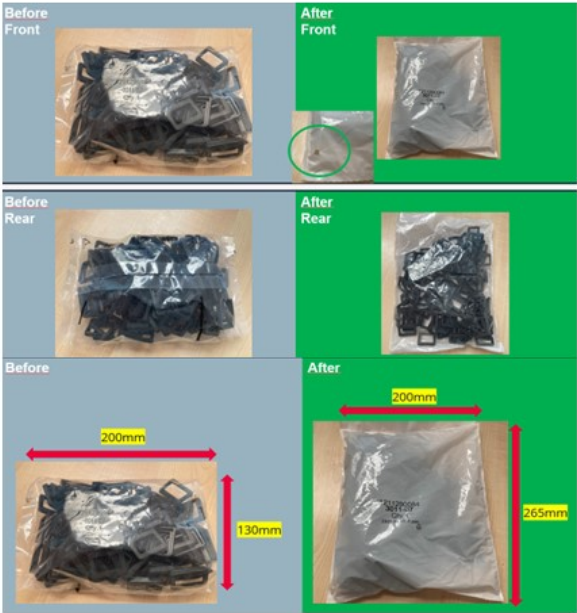 Before
Front
After
Front
Before
Rear
After
Rear
Before
After
200mm
200mm
130mm
265mm